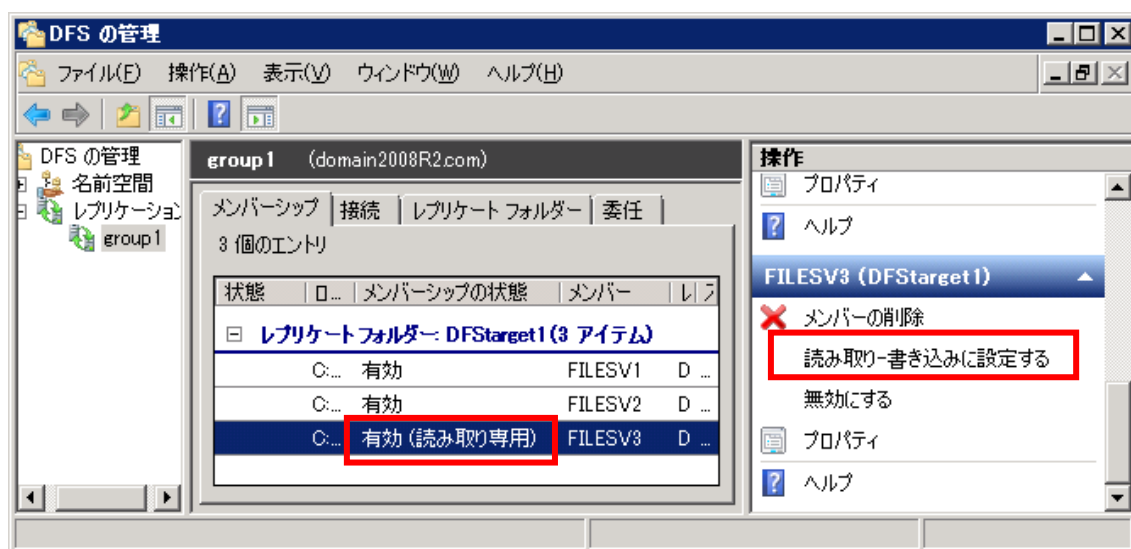 DFS の管理
ファイル(F) 操作(A) 表示(V) ウィンドウ(W) ヘルプ(H)
DFS の管理
名前空間
レプリケーション
group1
group1 (domain2008R2.com)
メンバーシップ 接続 レプリケート フォルダー 委任
3 個のエントリ
状態 ロ... メンバーシップの状態 メンバー レ フ
レプリケート フォルダー: DFStarget1 (3 アイテム)
C:... 有効 FILESV1 D ...
C:... 有効 FILESV2 D ...
C:... 有効 (読み取り専用) FILESV3 D ...
操作
プロパティ
ヘルプ
FILESV3 (DFStarget1)
メンバーの削除
読み取り-書き込みに設定する
無効にする
プロパティ
ヘルプ